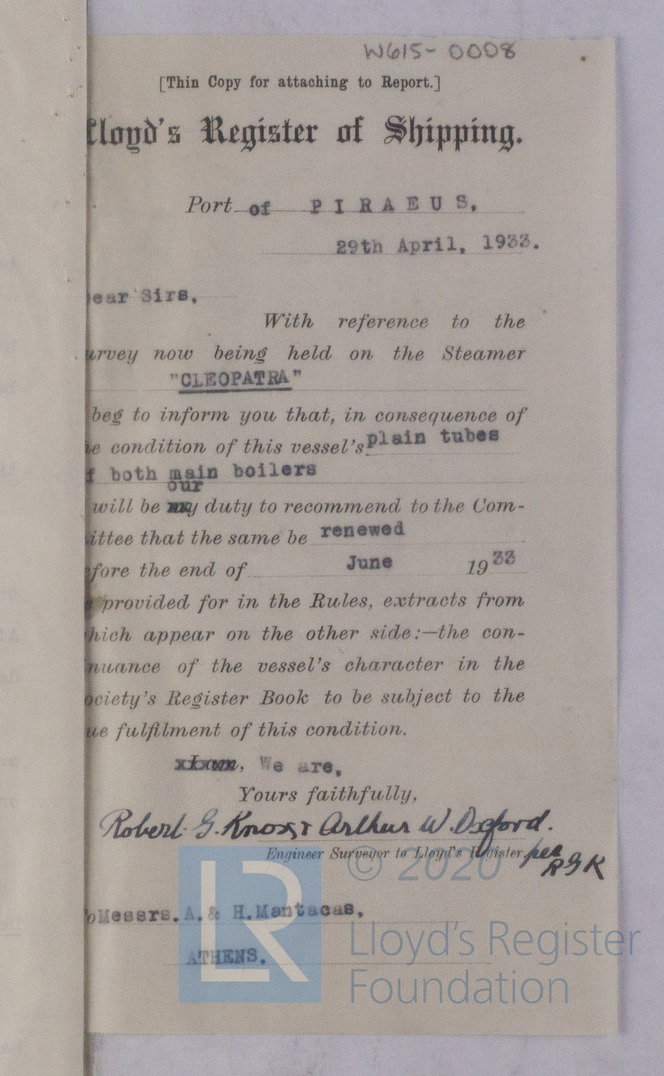 W615-0008
[Thin Copy for attaching to Report.]
Lloyd's Register of Shipping.
Port of PIRAEUS,
29th April, 1933.
ear Sirs,
With reference to the
urvey now being held on the Steamer
"CLEOPATRA"
beg to inform you that, in consequence of
e condition of this vessel's plain tubes
f both main boilers
our
will be my duty to recommend to the Com-
ittee that the same be renewed
efore the end of June 1933
s provided for in the Rules, extracts from
hich appear on the other side:—the con-
nuance of the vessel's character in the
ociety's Register Book to be subject to the
ue fulfilment of this condition.
We are,
Yours faithfully,
Robert G. Knox & Arthur W. Oxford.
Engineer Surveyor to Lloyd's Register per
RGK
o Messrs. A. & H. Mantacas,
ATHENS.
© 2020
LR
Lloyd's Register
Foundation